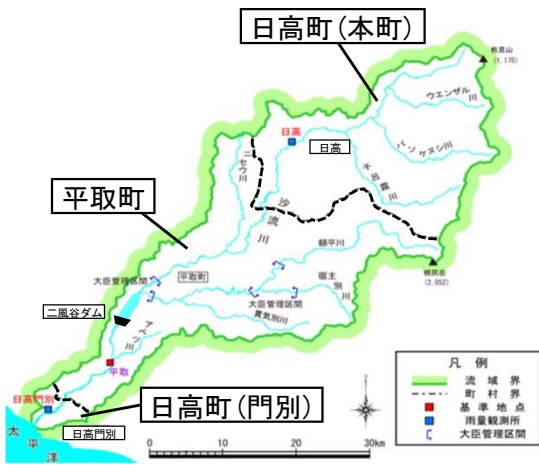 日高町(本町)
熊見山
(1,175)
ウエンザル川
パンケヌシ川
日高
日高
ニセウ川
千呂露川
平取町
沙流川
額平川
大臣管理区間
平取町
宿主別川
幌尻岳
(2,052)
大臣管理区間
二風谷ダム
貫気別川
アベツ川
平取
日高門別
日高町(門別)
日高門別
太平洋
0 10 20 30km
凡例
流域界
町村界
基準地点
雨量観測所
大臣管理区間